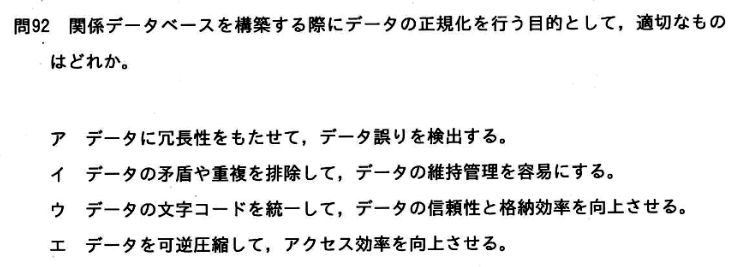 問92 関係データベースを構築する際にデータの正規化を行う目的として，適切なもの
はどれか。
ア データに冗長性をもたせて，データ誤りを検出する。
イ データの矛盾や重複を排除して，データの維持管理を容易にする。
ウ データの文字コードを統一して，データの信頼性と格納効率を向上させる。
エ データを可逆圧縮して，アクセス効率を向上させる。